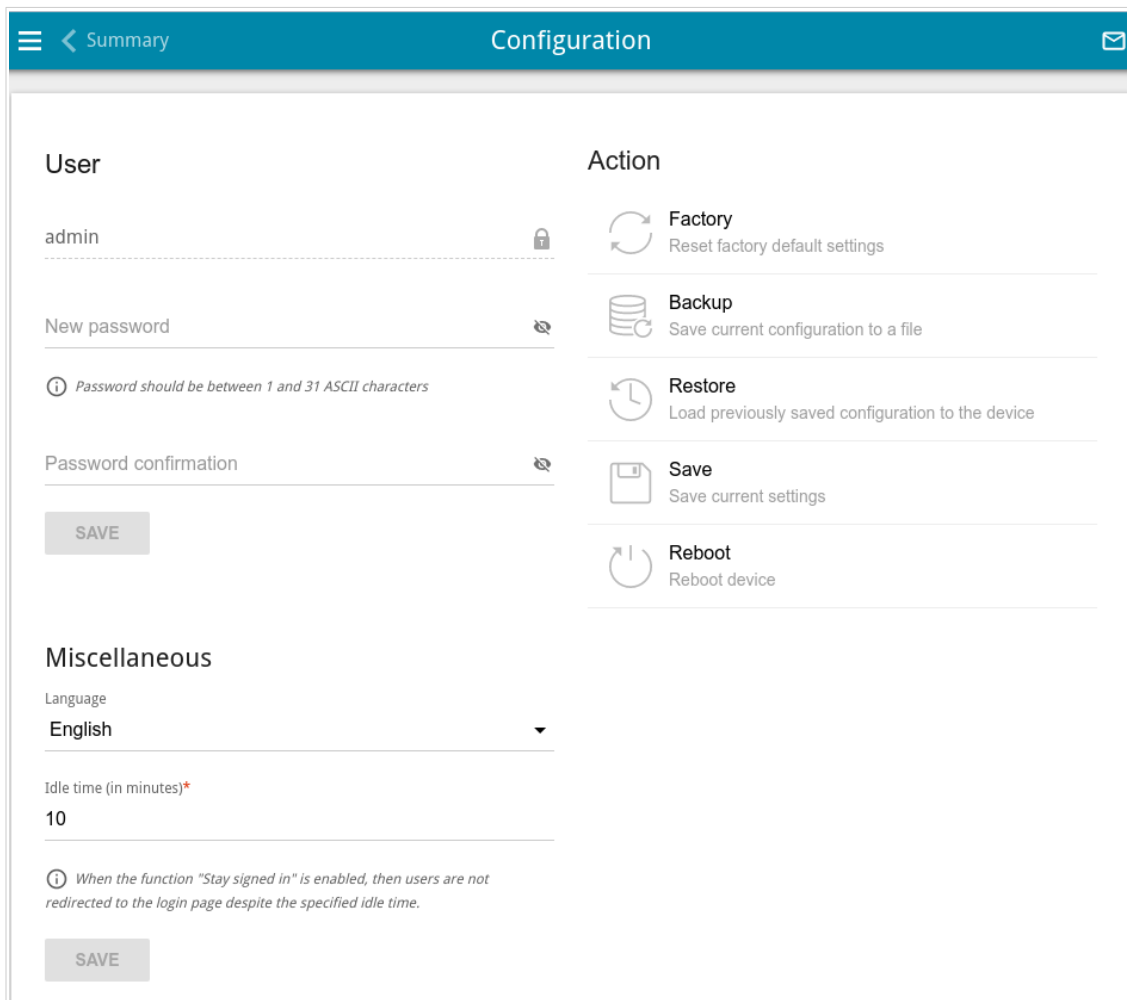 Summary
Configuration
User
admin
New password
Password should be between 1 and 31 ASCII characters
Password confirmation
SAVE
Miscellaneous
Language
English
Idle time (in minutes)*
10
When the function "Stay signed in" is enabled, then users are not
redirected to the login page despite the specified idle time.
SAVE
Action
Factory
Reset factory default settings
Backup
Save current configuration to a file
Restore
Load previously saved configuration to the device
Save
Save current settings
Reboot
Reboot device